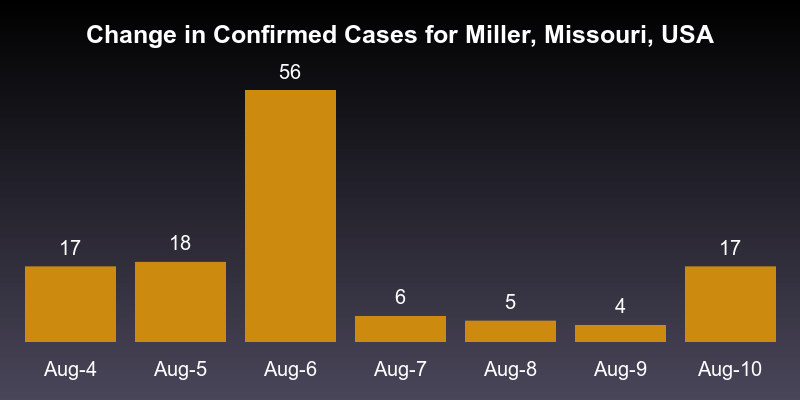 Change in Confirmed Cases for Miller, Missouri, USA
56
17
18
6
5
4
17
Aug-4
Aug-5
Aug-6
Aug-7
Aug-8
Aug-9
Aug-10